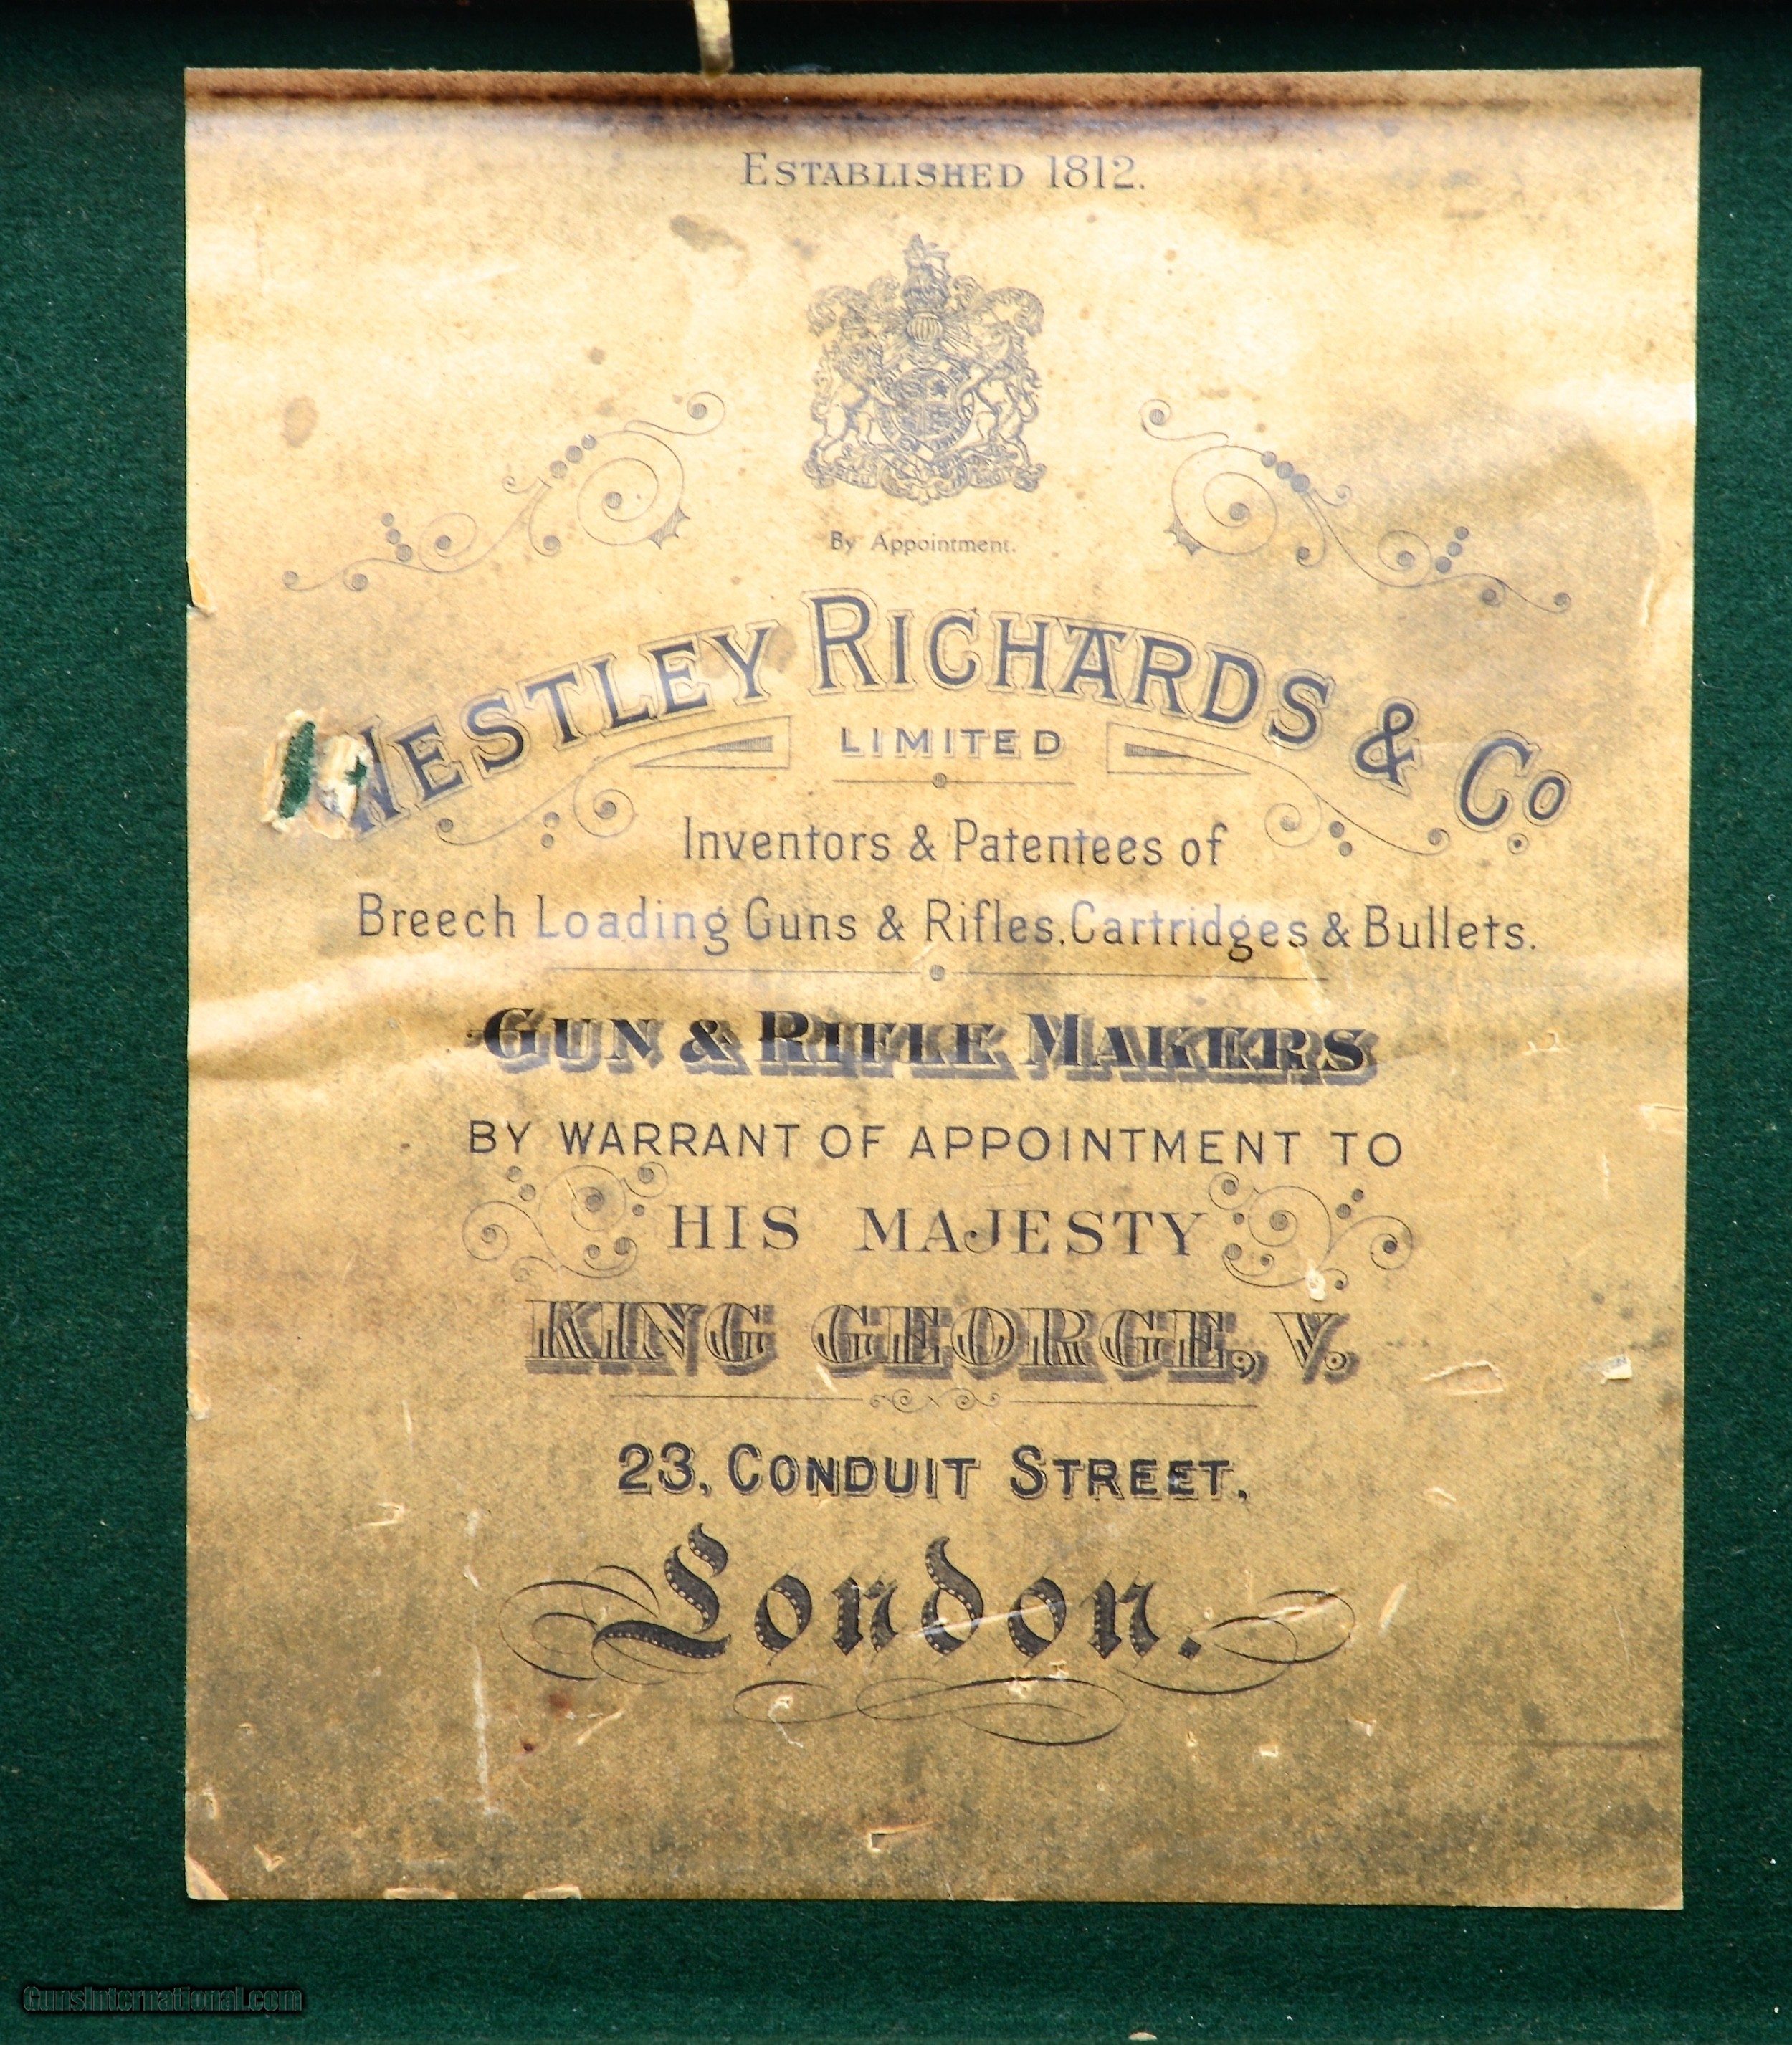 ESTABLISHED 1812.
By Appointment.
WESTLEY RICHARDS & Co.
LIMITED
Inventors & Patentees of
Breech Loading Guns & Rifles, Cartridges & Bullets.
GUN & RIFLE MAKERS
BY WARRANT OF APPOINTMENT TO
HIS MAJESTY
KING GEORGE, V.
23, CONDUIT STREET,
London.
GunsInternational.com